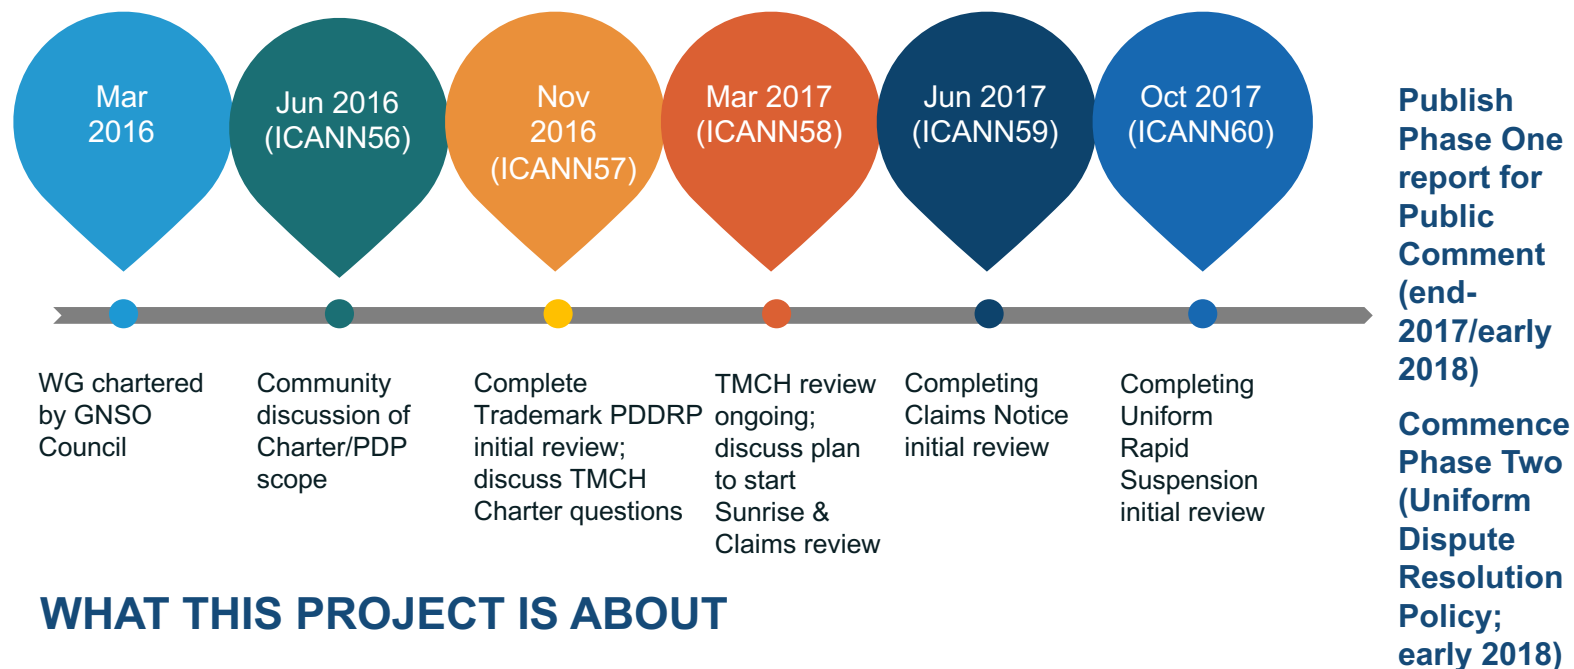 Mar
2016
Jun 2016
(ICANN56)
Nov
2016
(ICANN57)
Mar 2017
(ICANN58)
Jun 2017
(ICANN59)
Oct 2017
(ICANN60)
WG chartered
by GNSO
Council
Community
discussion of
Charter/PDP
scope
Complete
Trademark PDDRP
initial review;
discuss TMCH
Charter questions
TMCH review
ongoing;
discuss plan
to start
Sunrise &
Claims review
Completing
Claims Notice
initial review
Completing
Uniform
Rapid
Suspension
initial review
Publish
Phase One
report for
Public
Comment
(end-
2017/early
2018)
Commence
Phase Two
(Uniform
Dispute
Resolution
Policy;
early 2018)
WHAT THIS PROJECT IS ABOUT